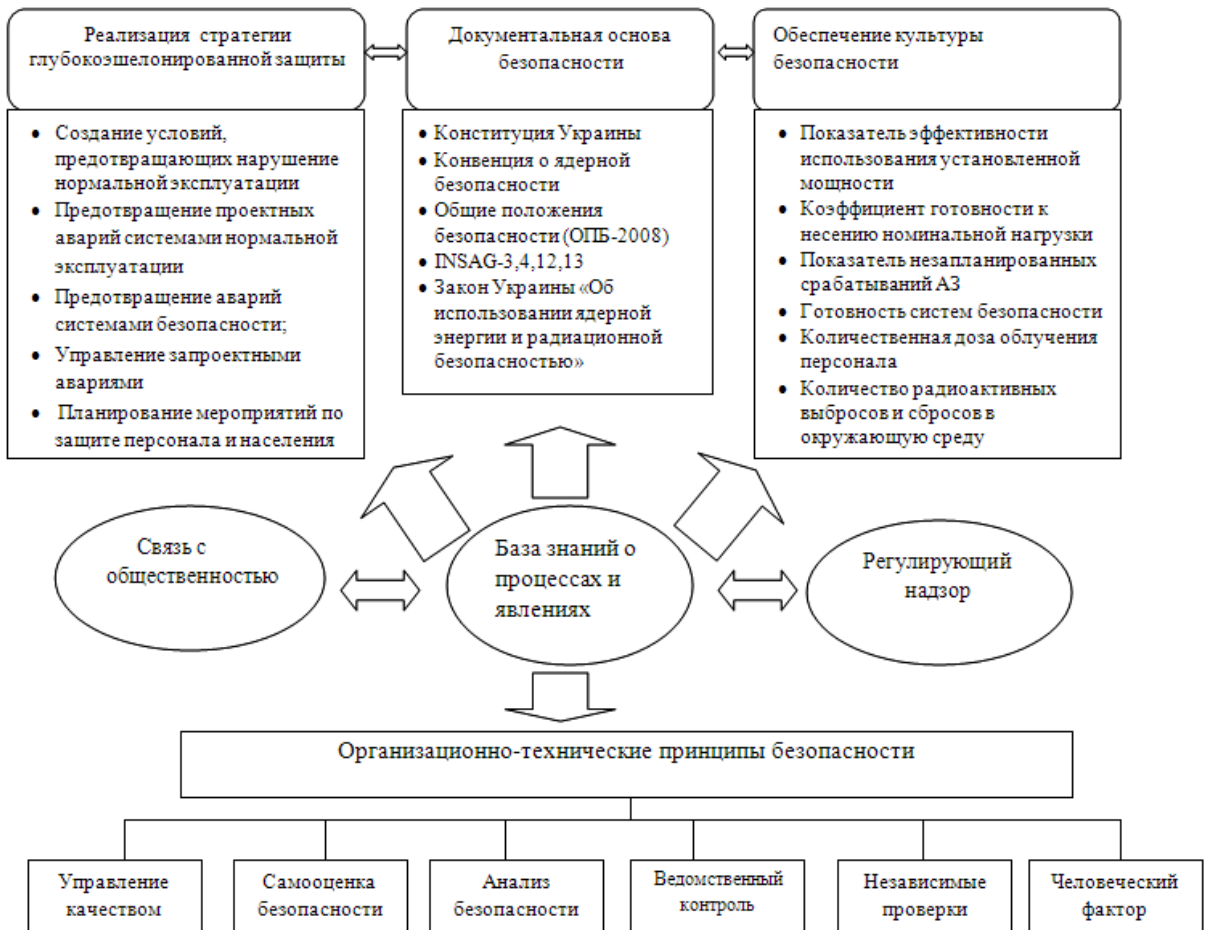 Реализация стратегии
глубокоэшелонированной защиты
Документальная основа
безопасности
Обеспечение культуры
безопасности
• Создание условий,
предотвращающих нарушение
нормальной эксплуатации
• Предотвращение проектных
аварий системами нормальной
эксплуатации
• Предотвращение аварий
системами безопасности;
• Управление запроектными
авариями
• Планирование мероприятий по
защите персонала и населения
• Конституция Украины
• Конвенция о ядерной
безопасности
• Общие положения
безопасности (ОПБ-2008)
• INSAG-3,4,12,13
• Закон Украины «Об
использовании ядерной
энергии и радиационной
безопасностью»
• Показатель эффективности
использования установленной
мощности
• Коэффициент готовности к
несению номинальной нагрузки
• Показатель незапланированных
срабатываний АЗ
• Готовность систем безопасности
• Количественная доза облучения
персонала
• Количество радиоактивных
выбросов и сбросов в
окружающую среду
Связь с
общественностью
База знаний о
процессах и
явлениях
Регулирующий
надзор
Организационно-технические принципы безопасности
Управление
качеством
Самооценка
безопасности
Анализ
безопасности
Ведомственный
контроль
Независимые
проверки
Человеческий
фактор